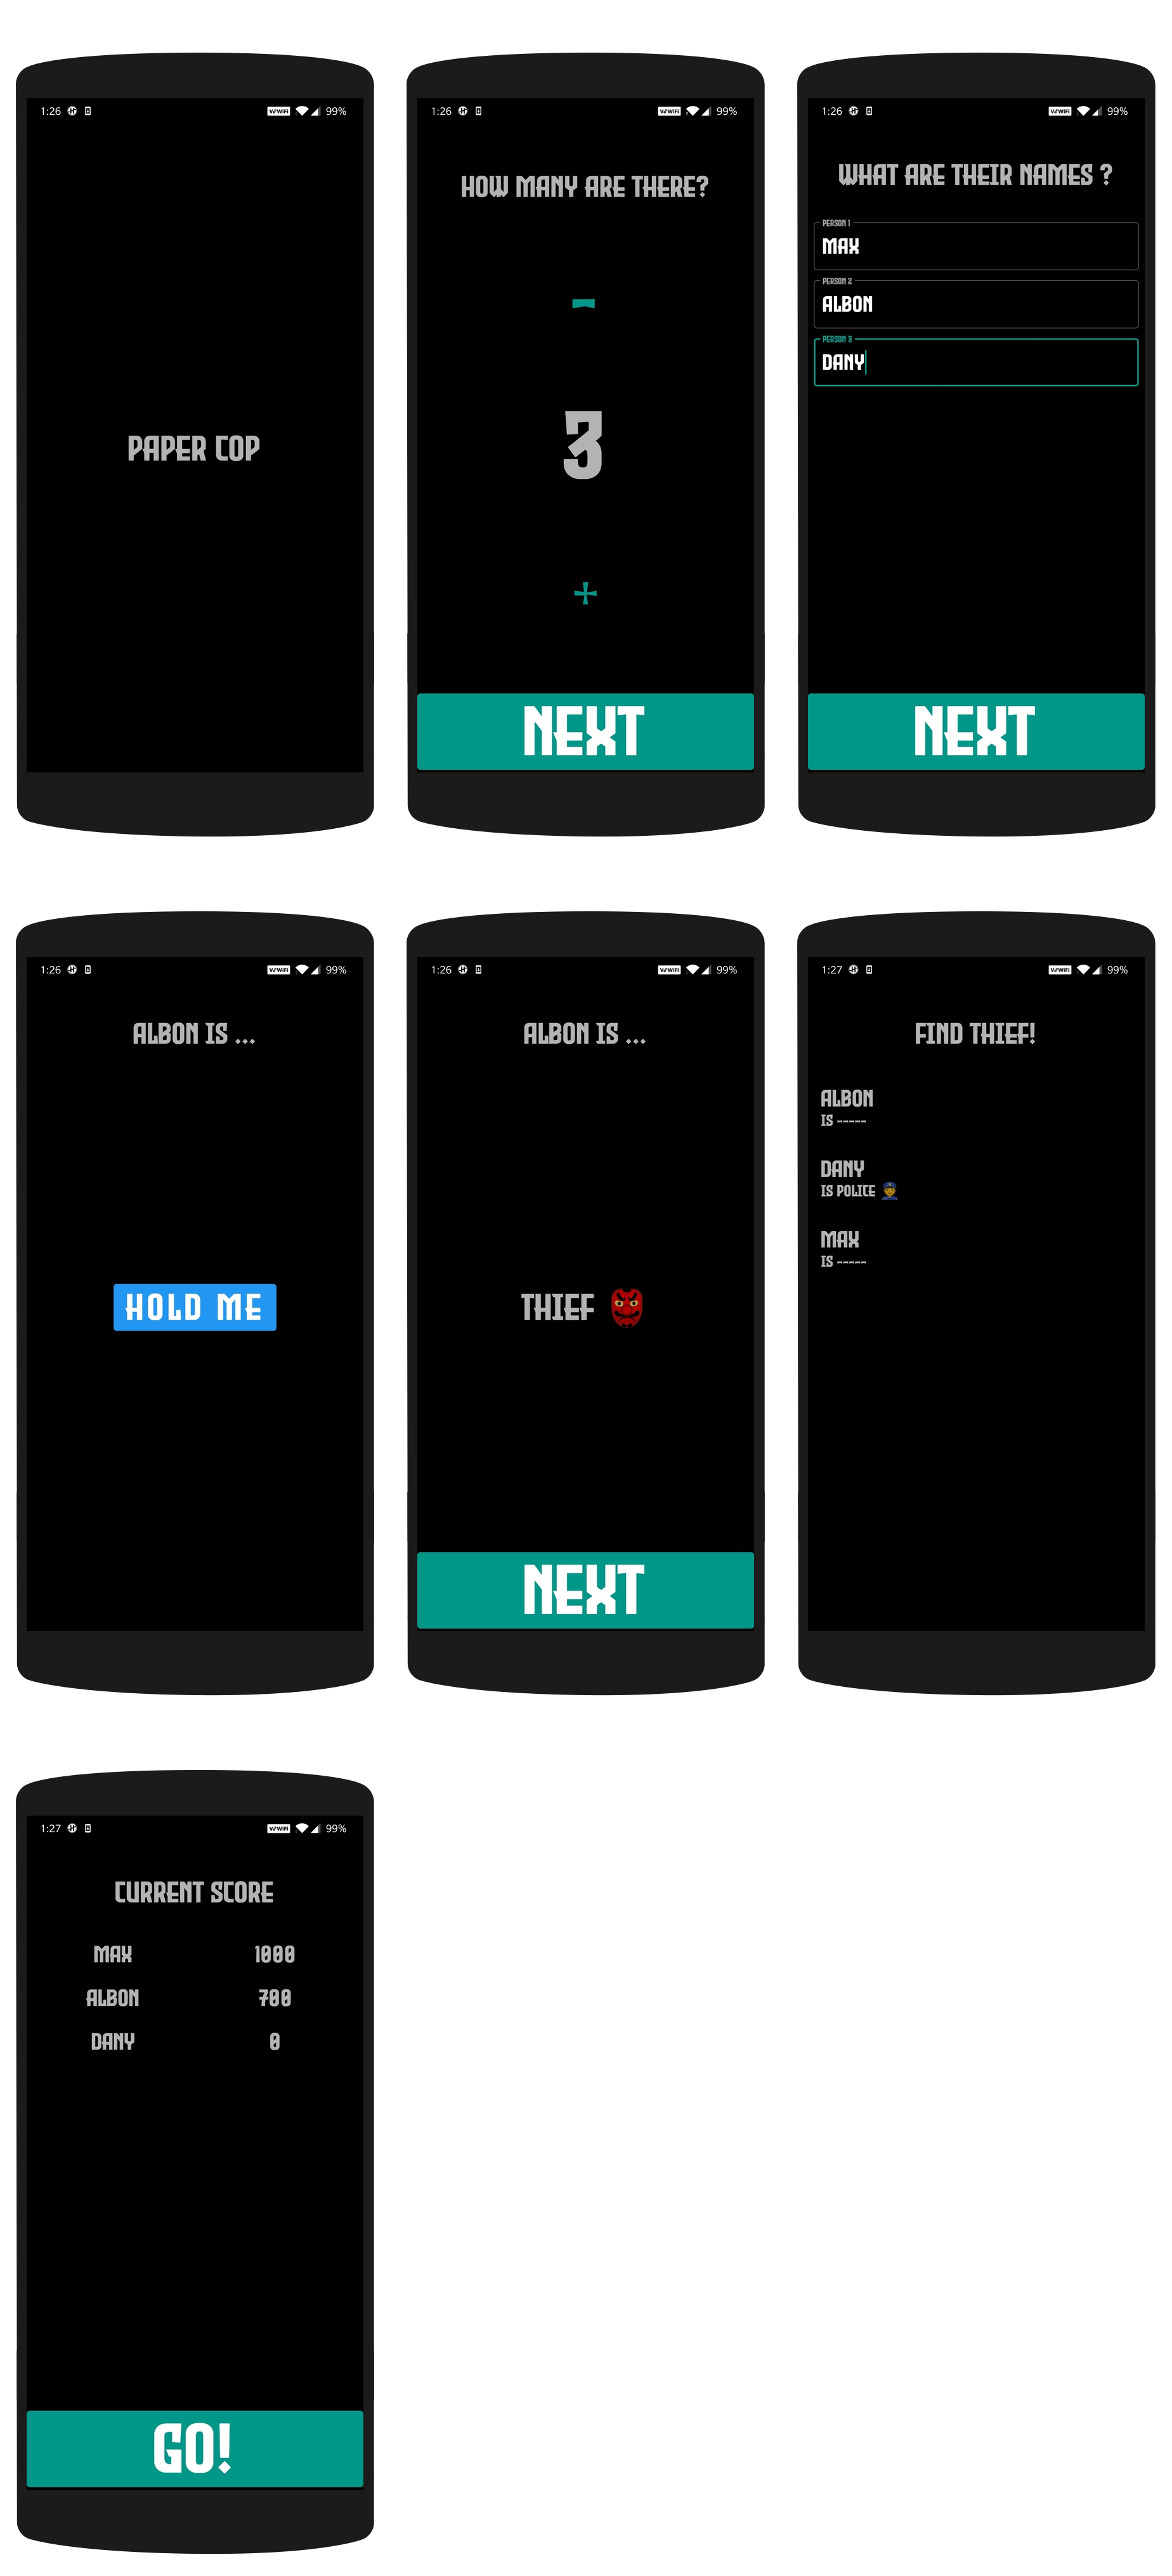 1:26 VoWiFi 99%
PAPER COP
1:26 VoWiFi 99%
HOW MANY ARE THERE?
-
3
+
NEXT
1:26 VoWiFi 99%
WHAT ARE THEIR NAMES ?
PERSON 1
MAX
PERSON 2
ALBON
PERSON 3
DANY
NEXT
1:26 VoWiFi 99%
ALBON IS ...
HOLD ME
1:26 VoWiFi 99%
ALBON IS ...
THIEF 👹
NEXT
1:27 VoWiFi 99%
FIND THIEF!
ALBON
IS -----
DANY
IS POLICE 👮
MAX
IS -----
1:27 VoWiFi 99%
CURRENT SCORE
MAX 1000
ALBON 700
DANY 0
GO!